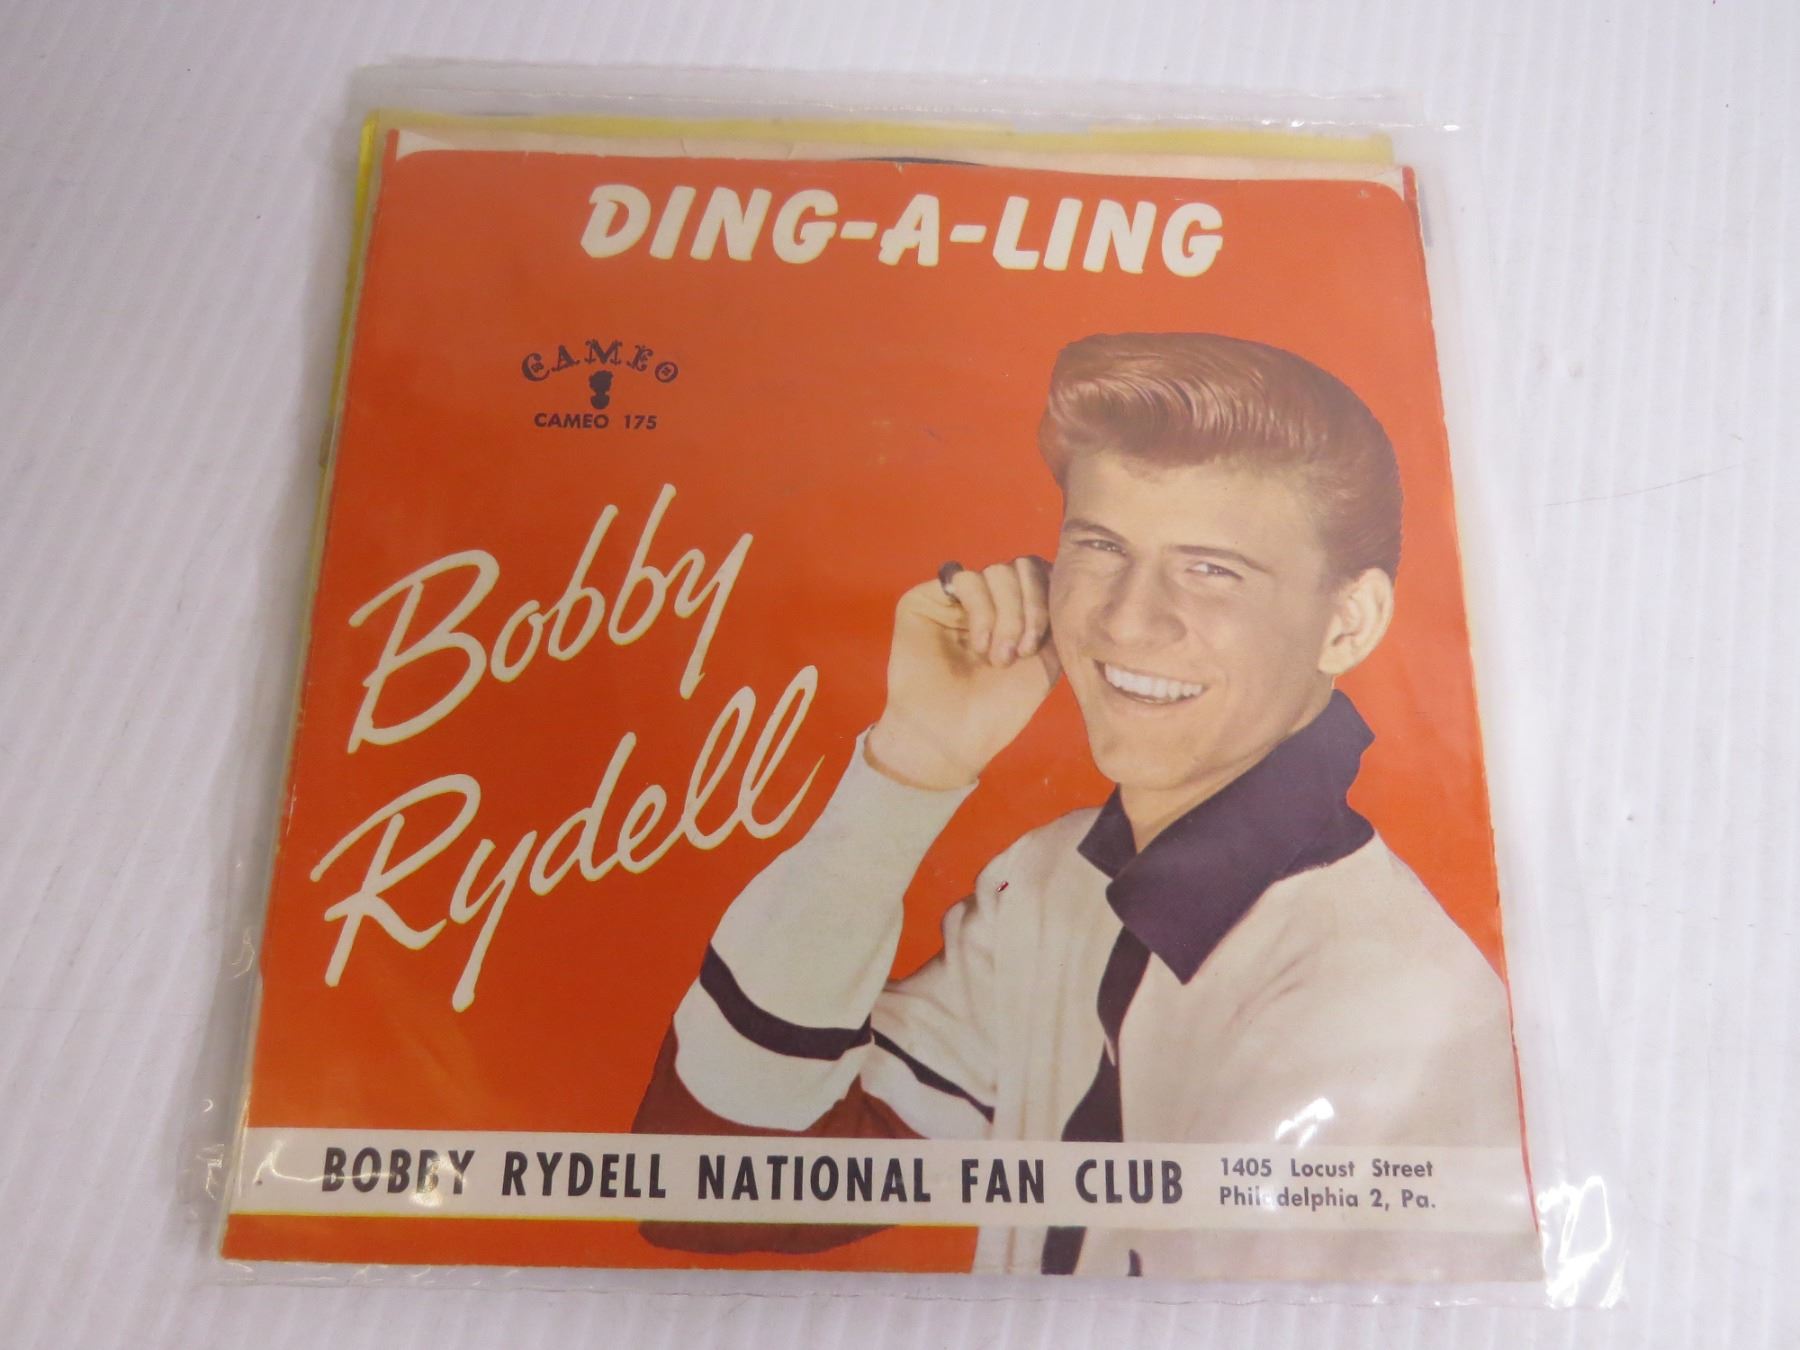 DING-A-LING
CAMEO
CAMEO 175
Bobby
Rydell
BOBBY RYDELL NATIONAL FAN CLUB
1405 Locust Street
Philadelphia 2, Pa.